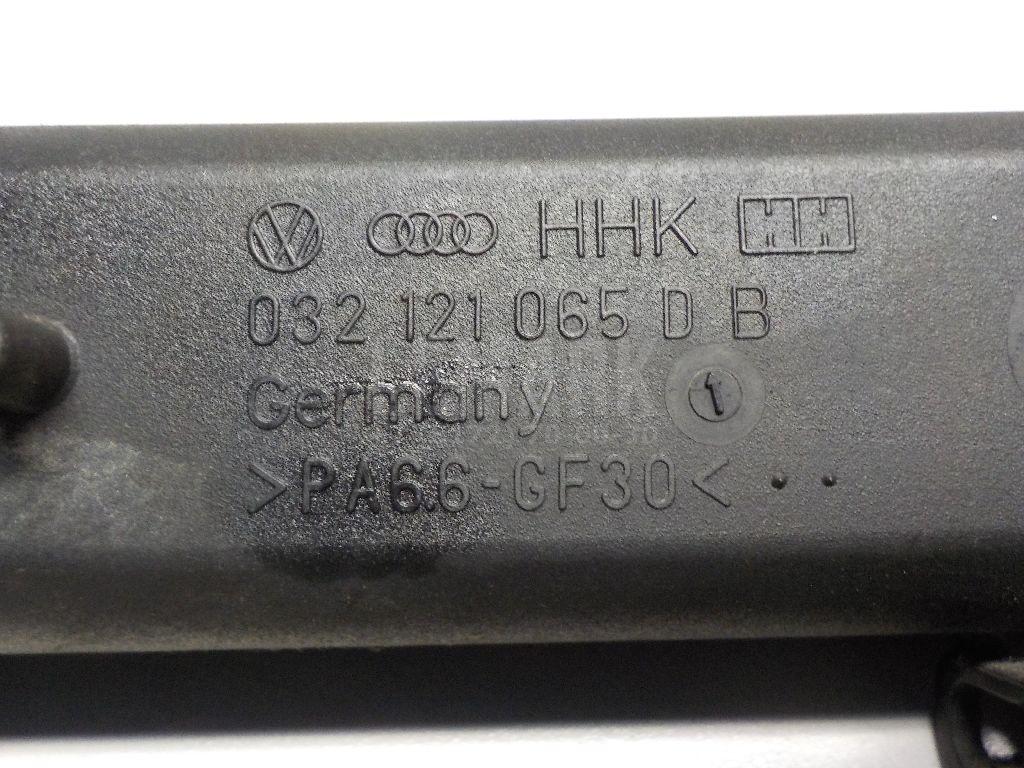 HHK
032 121 065 D B
Germany
>PA6.6-GF30<